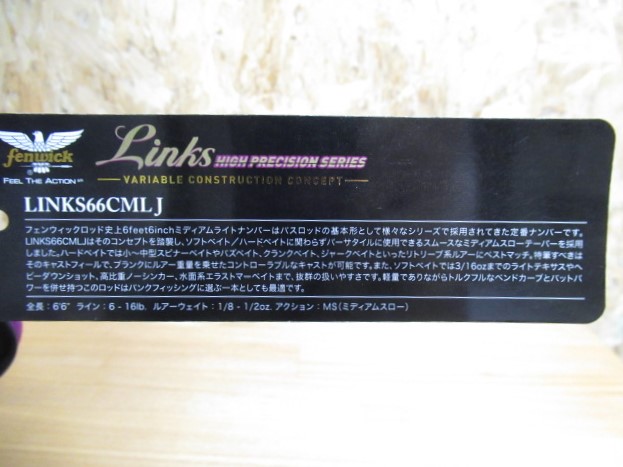 fenwick
FEEL THE ACTION
Links HIGH PRECISION SERIES
VARIABLE CONSTRUCTION CONCEPT
LINKS66CML J
フェンウィックロッド史上6feet6inchミディアムライトナンバーはバスロッドの基本形として様々なシリーズで採用されてきた定番ナンバーです。
LINKS66CMLJはそのコンセプトを踏襲し、ソフトベイト／ハードベイトに関わらずバーサタイルに使用できるスムースなミディアムスローテーパーを採用
しました。ハードベイトでは小～中型スピナーベイトやバズベイト、クランクベイト、ジャークベイトといったリトリーブ系ルアーにベストマッチ。特筆すべきは
そのキャストフィールで、ブランクにルアー重量を乗せたコントローラブルなキャストが可能です。また、ソフトベイトでは3/16ozまでのライトテキサスやヘ
ビーダウンショット、高比重ノーシンカー、水面系エラストマーベイトまで、抜群の扱いやすさです。軽量でありながらトルクフルなベンドカーブとバットパ
ワーを併せ持つこのロッドはバンクフィッシングに選ぶ一本としても最適です。
全長：6'6" ライン：6 - 16lb. ルアーウェイト：1/8 - 1/2oz. アクション：MS（ミディアムスロー）